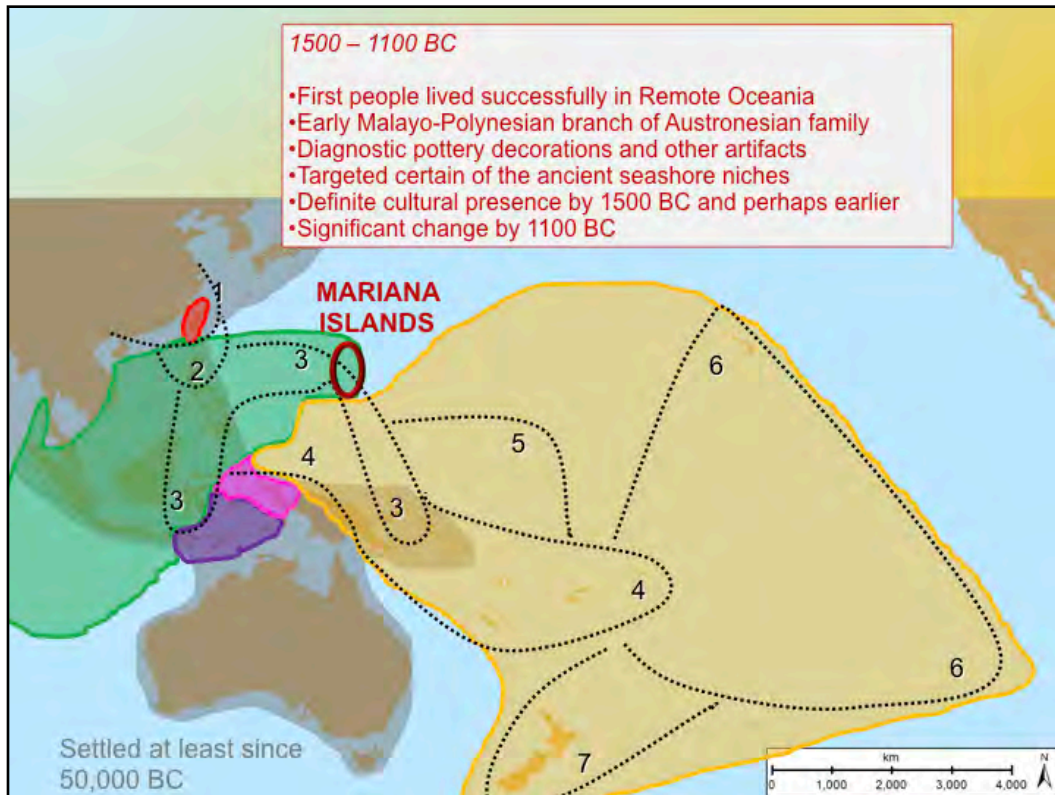 1500 – 1100 BC
•First people lived successfully in Remote Oceania
•Early Malayo-Polynesian branch of Austronesian family
•Diagnostic pottery decorations and other artifacts
•Targeted certain of the ancient seashore niches
•Definite cultural presence by 1500 BC and perhaps earlier
•Significant change by 1100 BC
MARIANA
ISLANDS
1
2
3
6
5
4
3
3
4
6
7
Settled at least since
50,000 BC
km
N
0 1,000 2,000 3,000 4,000